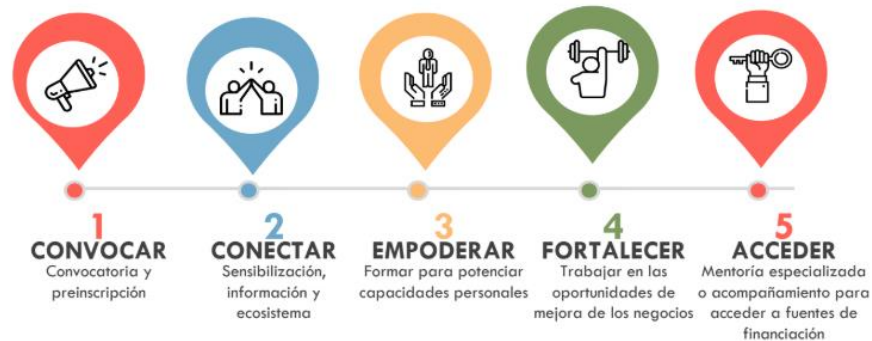 1
CONVOCAR
Convocatoria y
preinscripción
2
CONECTAR
Sensibilización,
información y
ecosistema
3
EMPODERAR
Formar para potenciar
capacidades personales
4
FORTALECER
Trabajar en las
oportunidades de
mejora de los negocios
5
ACCEDER
Mentoría especializada
o acompañamiento para
acceder a fuentes de
financiación